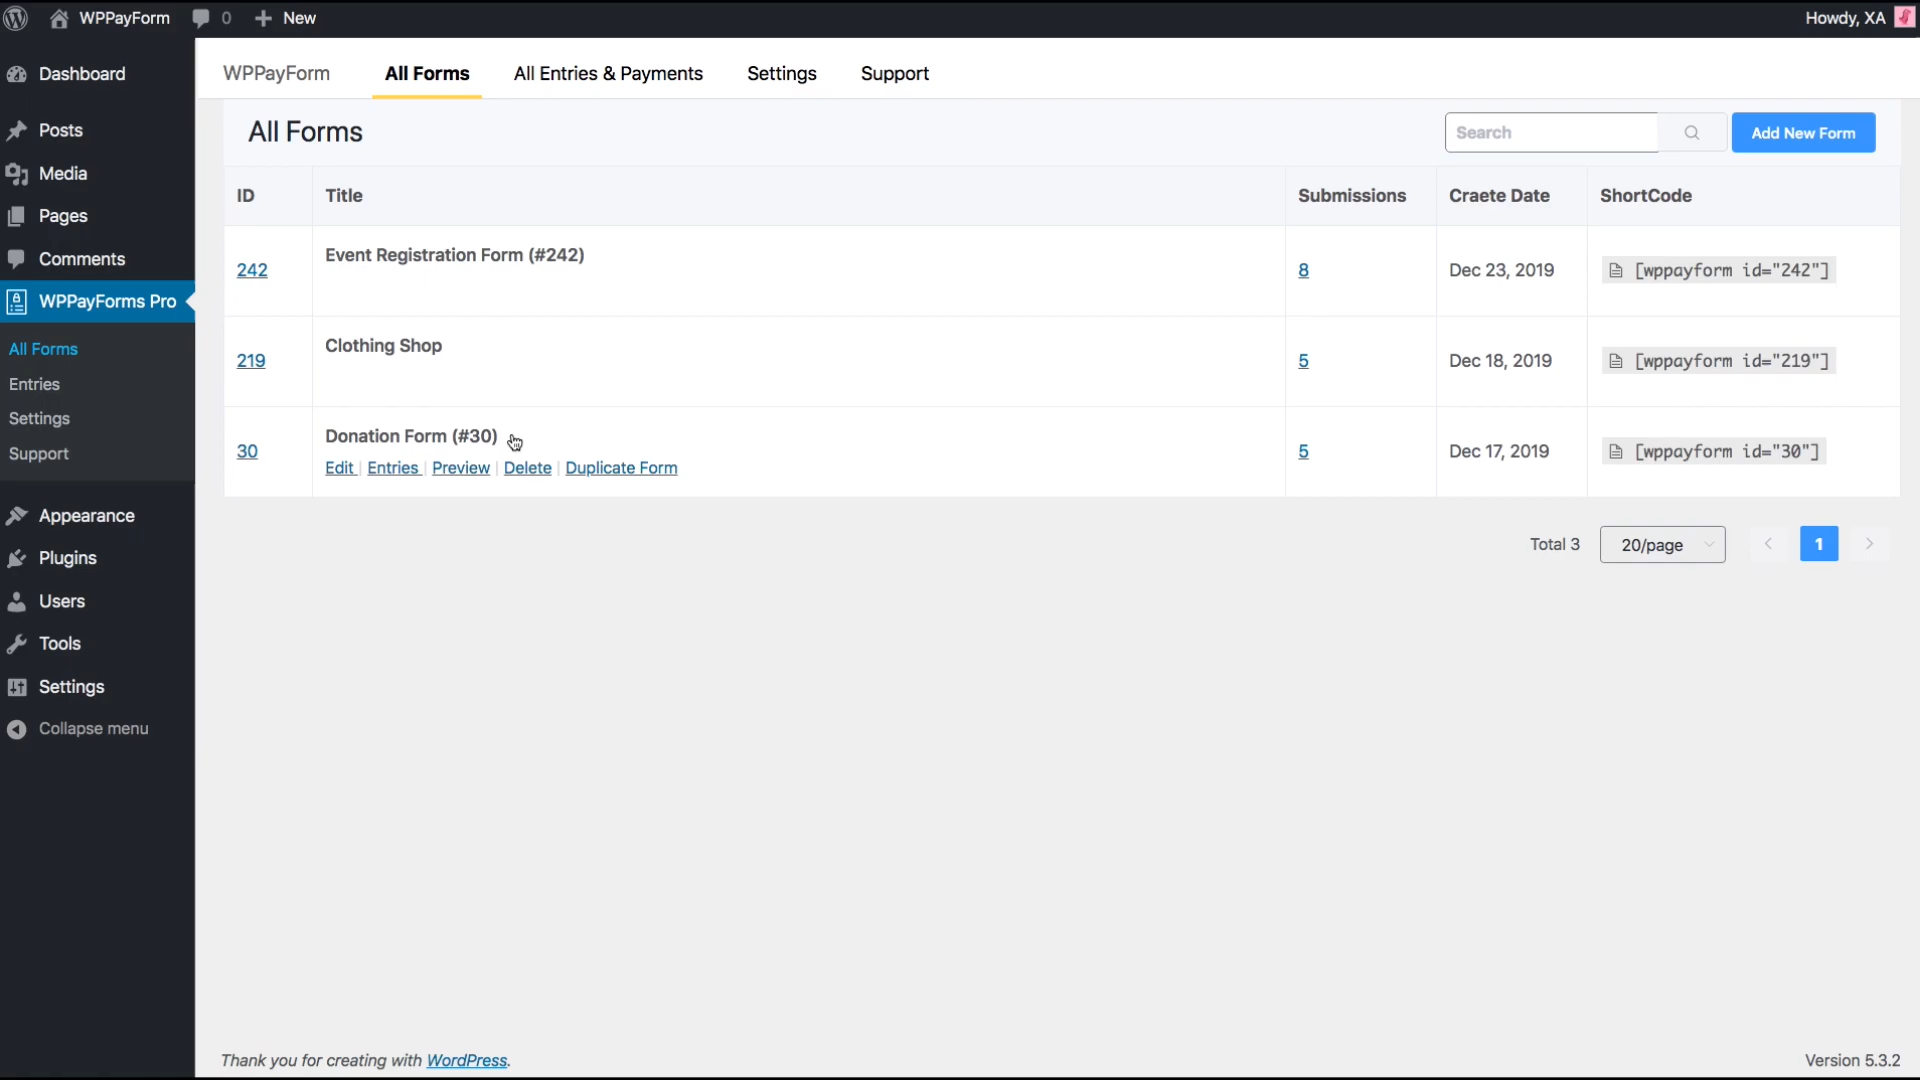 WPPayForm 0 New Howdy, XA
Dashboard
Posts
Media
Pages
Comments
WPPayForms Pro
All Forms
Entries
Settings
Support
Appearance
Plugins
Users
Tools
Settings
Collapse menu
WPPayForm All Forms All Entries & Payments Settings Support
All Forms Search Add New Form
ID Title Submissions Craete Date ShortCode
242 Event Registration Form (#242) 8 Dec 23, 2019 [wppayform id="242"]
219 Clothing Shop 5 Dec 18, 2019 [wppayform id="219"]
30 Donation Form (#30) 5 Dec 17, 2019 [wppayform id="30"]
Edit | Entries | Preview | Delete | Duplicate Form
Total 3 20/page 1
Thank you for creating with WordPress. Version 5.3.2